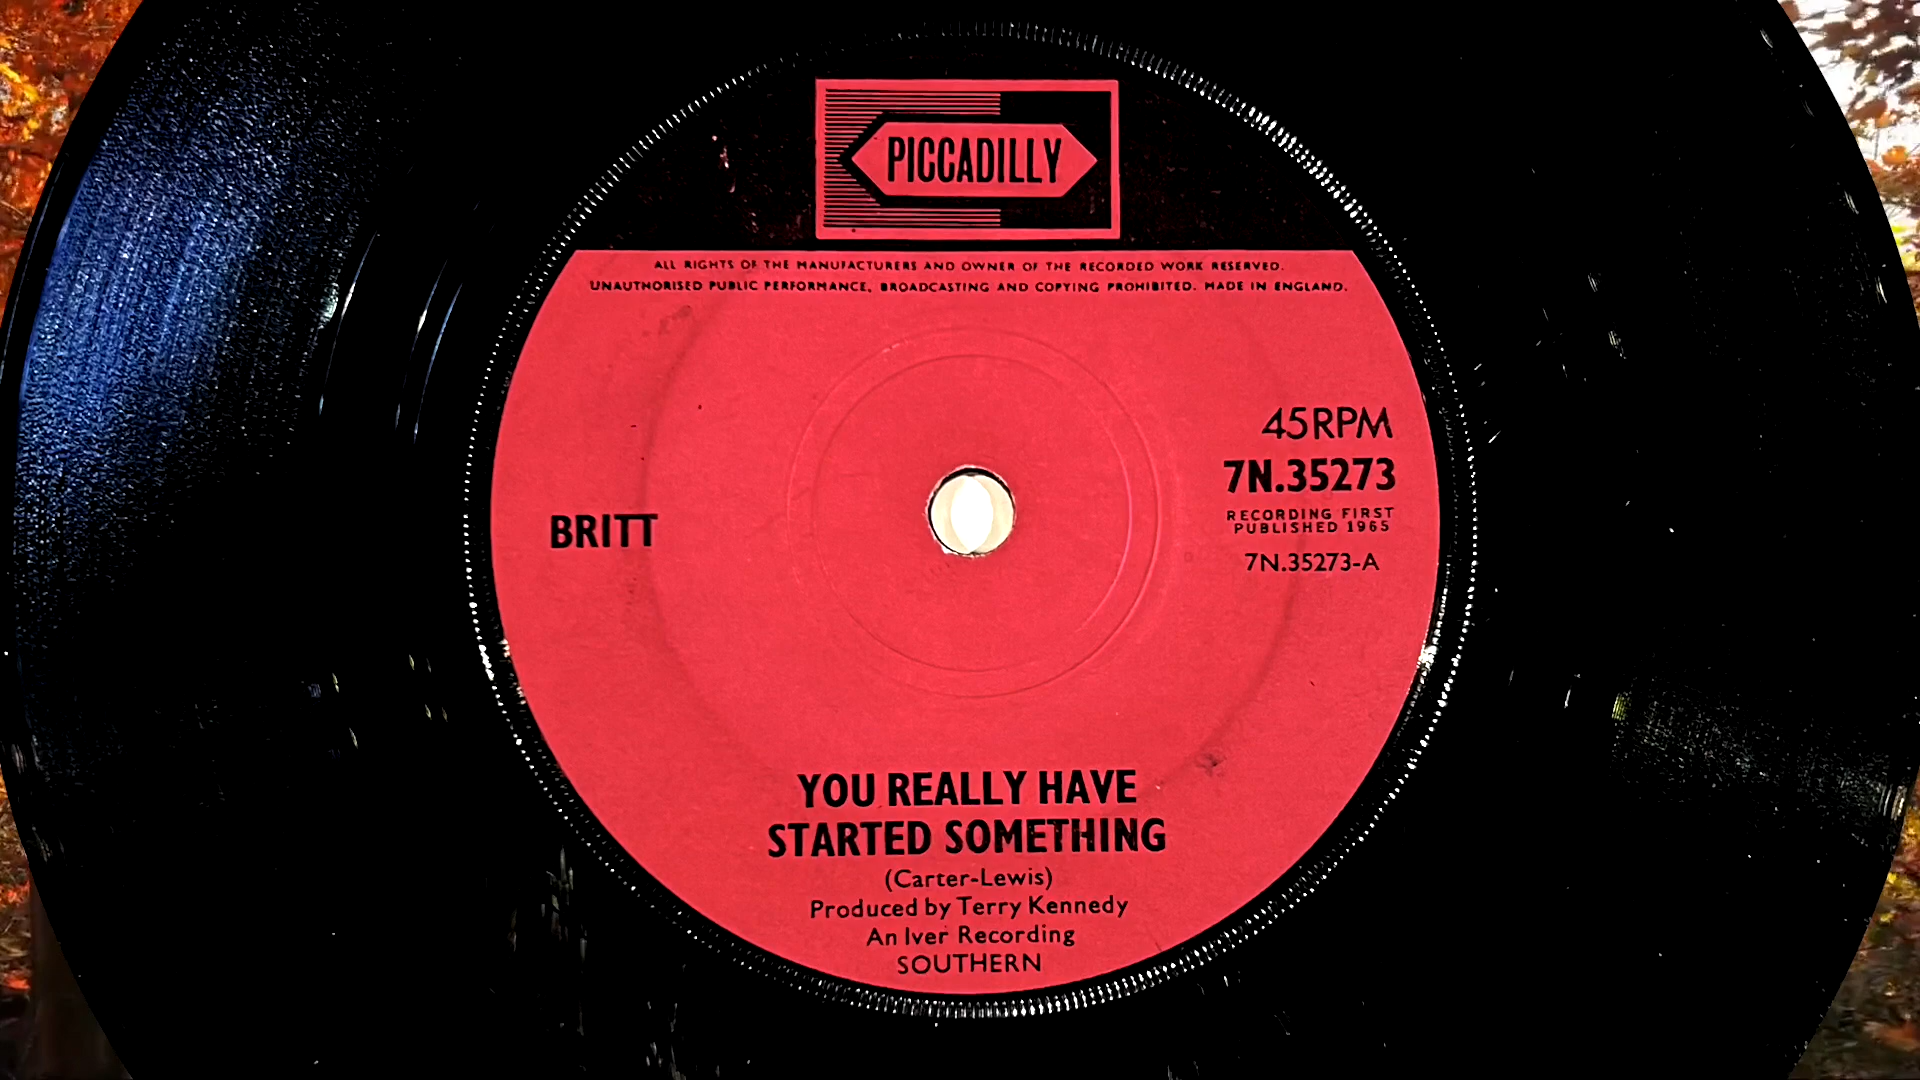 PICCADILLY
ALL RIGHTS OF THE MANUFACTURERS AND OWNER OF THE RECORDED WORK RESERVED.
UNAUTHORISED PUBLIC PERFORMANCE, BROADCASTING AND COPYING PROHIBITED. MADE IN ENGLAND.
45RPM
7N.35273
RECORDING FIRST
PUBLISHED 1965
7N.35273-A
BRITT
YOU REALLY HAVE
STARTED SOMETHING
(Carter-Lewis)
Produced by Terry Kennedy
An Iver Recording
SOUTHERN